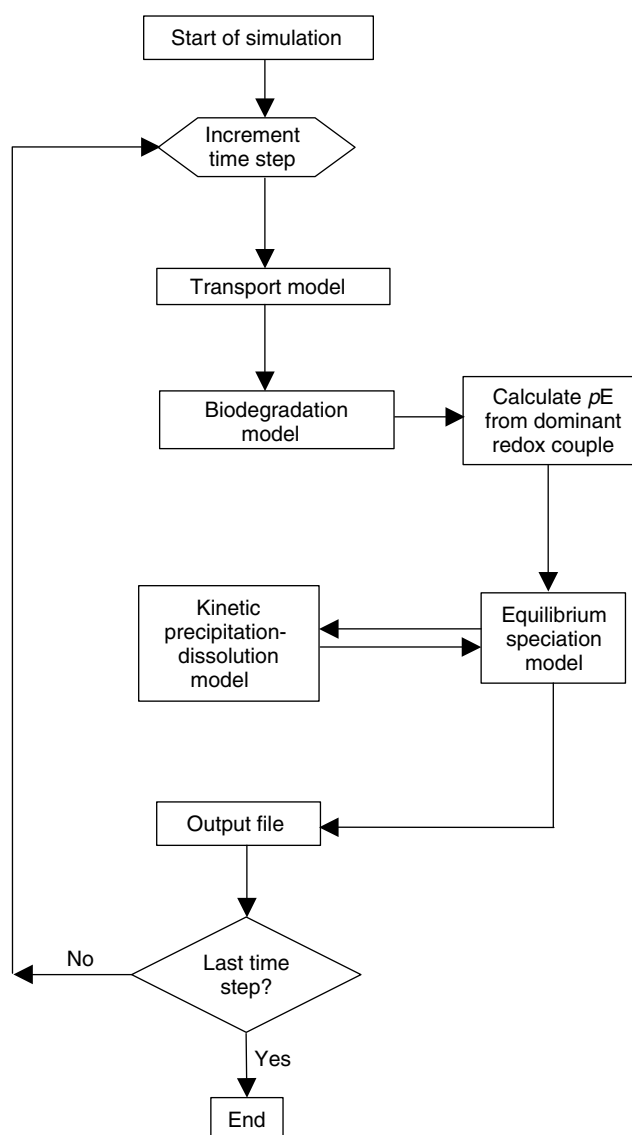 Start of simulation
Increment
time step
Transport model
Biodegradation
model
Calculate pE
from dominant
redox couple
Kinetic
precipitation-
dissolution
model
Equilibrium
speciation
model
Output file
No
Last time
step?
Yes
End